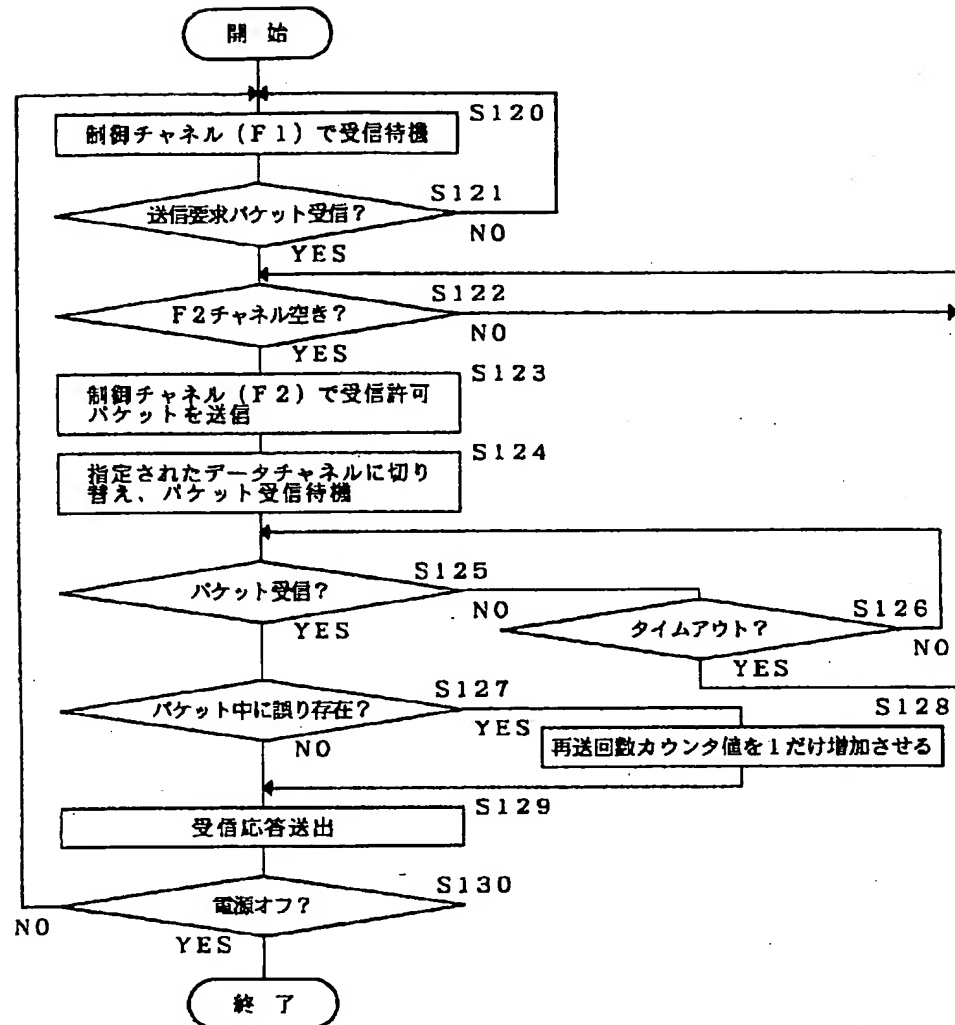 開 始
S120
制御チャネル(F1)で受信待機
S121
送信要求パケット受信?
NO
YES
S122
F2チャネル空き?
NO
YES
S123
制御チャネル(F2)で受信許可
パケットを送信
S124
指定されたデータチャネルに切り
替え、パケット受信待機
S125
パケット受信?
NO
YES
S126
タイムアウト?
NO
YES
S127
パケット中に誤り存在?
YES
NO
S128
再送回数カウンタ値を1だけ増加させる
S129
受信応答送出
S130
電源オフ?
NO
YES
終 了